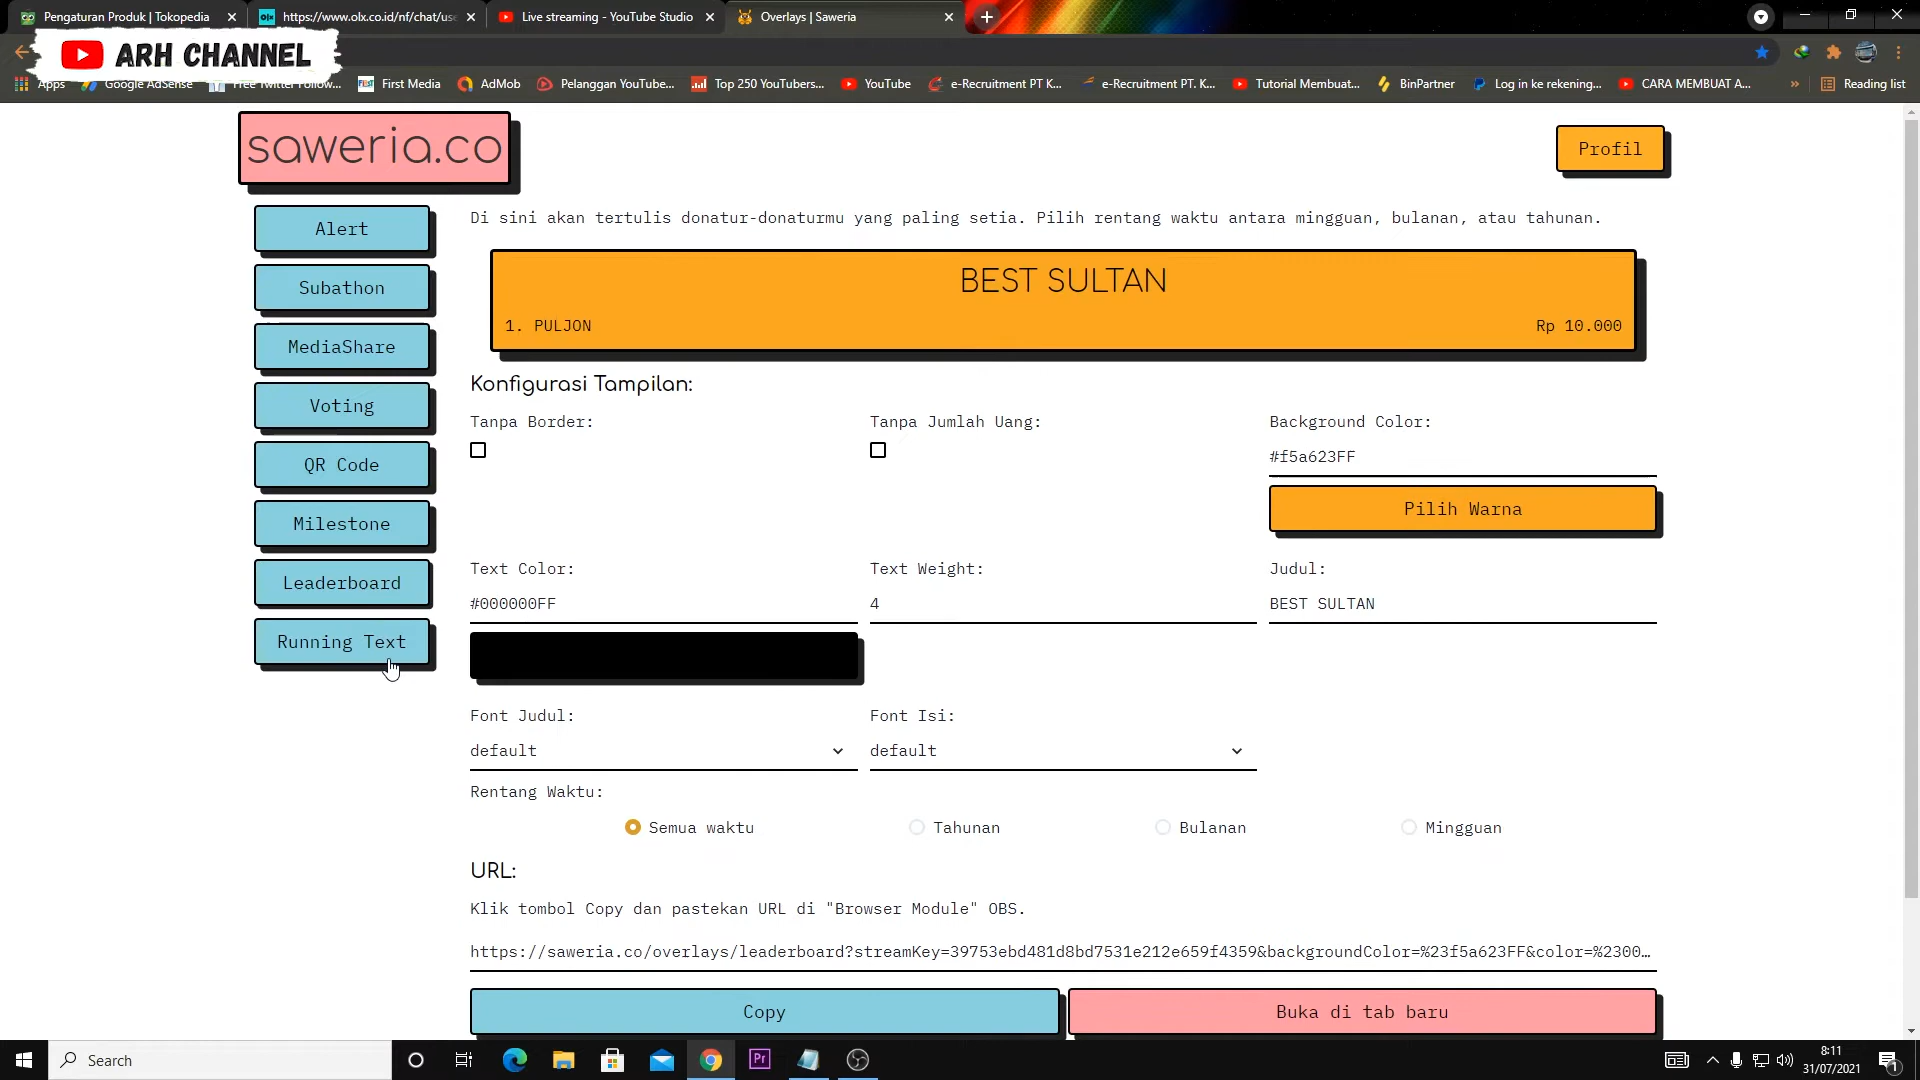 Pengaturan Produk | Tokopedia
https://www.olx.co.id/nf/chat/use
Live streaming - YouTube Studio
Overlays | Saweria
ARH CHANNEL
Apps
Google AdSense
Free Twitter Follow...
First Media
AdMob
Pelanggan YouTube...
Top 250 YouTubers...
YouTube
e-Recruitment PT K...
e-Recruitment PT. K...
Tutorial Membuat...
BinPartner
Log in ke rekening...
CARA MEMBUAT A...
Reading list
saweria.co
Profil
Alert
Subathon
MediaShare
Voting
QR Code
Milestone
Leaderboard
Running Text
Di sini akan tertulis donatur-donaturmu yang paling setia. Pilih rentang waktu antara mingguan, bulanan, atau tahunan.
BEST SULTAN
1. PULJON Rp 10.000
Konfigurasi Tampilan:
Tanpa Border: Tanpa Jumlah Uang: Background Color:
#f5a623FF
Pilih Warna
Text Color: Text Weight: Judul:
#000000FF 4 BEST SULTAN
Font Judul: Font Isi:
default default
Rentang Waktu:
Semua waktu Tahunan Bulanan Mingguan
URL:
Klik tombol Copy dan pastekan URL di "Browser Module" OBS.
https://saweria.co/overlays/leaderboard?streamKey=39753ebd481d8bd7531e212e659f4359&backgroundColor=%23f5a623FF&color=%2300…
Copy Buka di tab baru
Search
8:11
31/07/2021
1